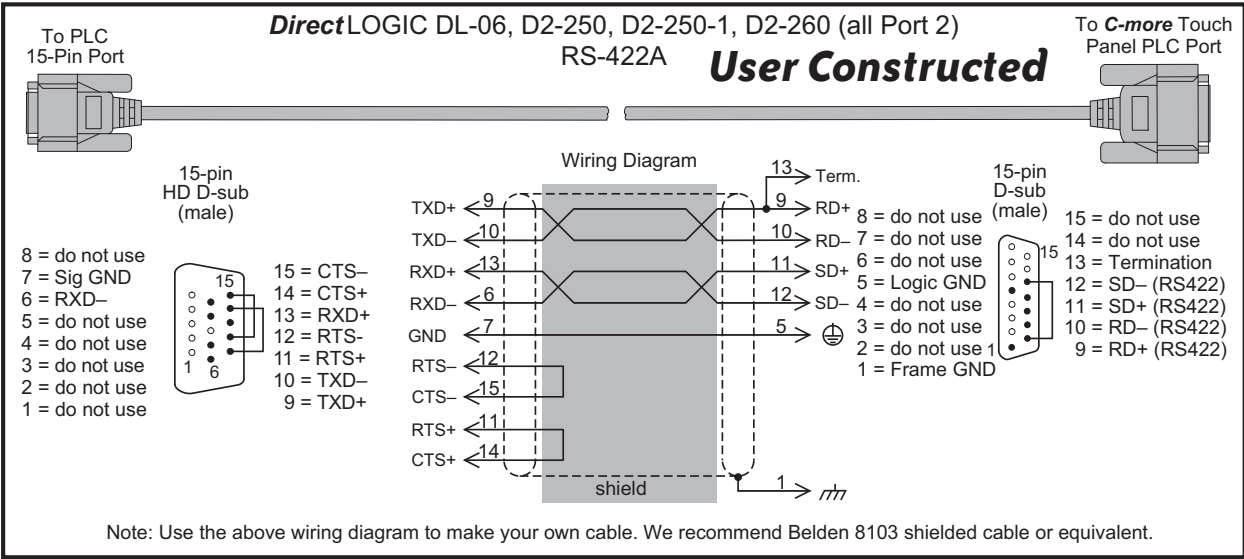 To PLC
15-Pin Port
DirectLOGIC DL-06, D2-250, D2-250-1, D2-260 (all Port 2)
RS-422A
User Constructed
To C-more Touch
Panel PLC Port
15-pin
HD D-sub
(male)
8 = do not use
7 = Sig GND
6 = RXD–
5 = do not use
4 = do not use
3 = do not use
2 = do not use
1 = do not use
15
1
6
15 = CTS–
14 = CTS+
13 = RXD+
12 = RTS-
11 = RTS+
10 = TXD–
9 = TXD+
Wiring Diagram
TXD+ 9
TXD– 10
RXD+ 13
RXD– 6
GND 7
RTS– 12
CTS– 15
RTS+ 11
CTS+ 14
shield
13 Term.
9 RD+
10 RD–
11 SD+
12 SD–
5
1
8 = do not use
7 = do not use
6 = do not use
5 = Logic GND
4 = do not use
3 = do not use
2 = do not use
1 = Frame GND
15-pin
D-sub
(male)
15
1
15 = do not use
14 = do not use
13 = Termination
12 = SD– (RS422)
11 = SD+ (RS422)
10 = RD– (RS422)
9 = RD+ (RS422)
Note: Use the above wiring diagram to make your own cable. We recommend Belden 8103 shielded cable or equivalent.